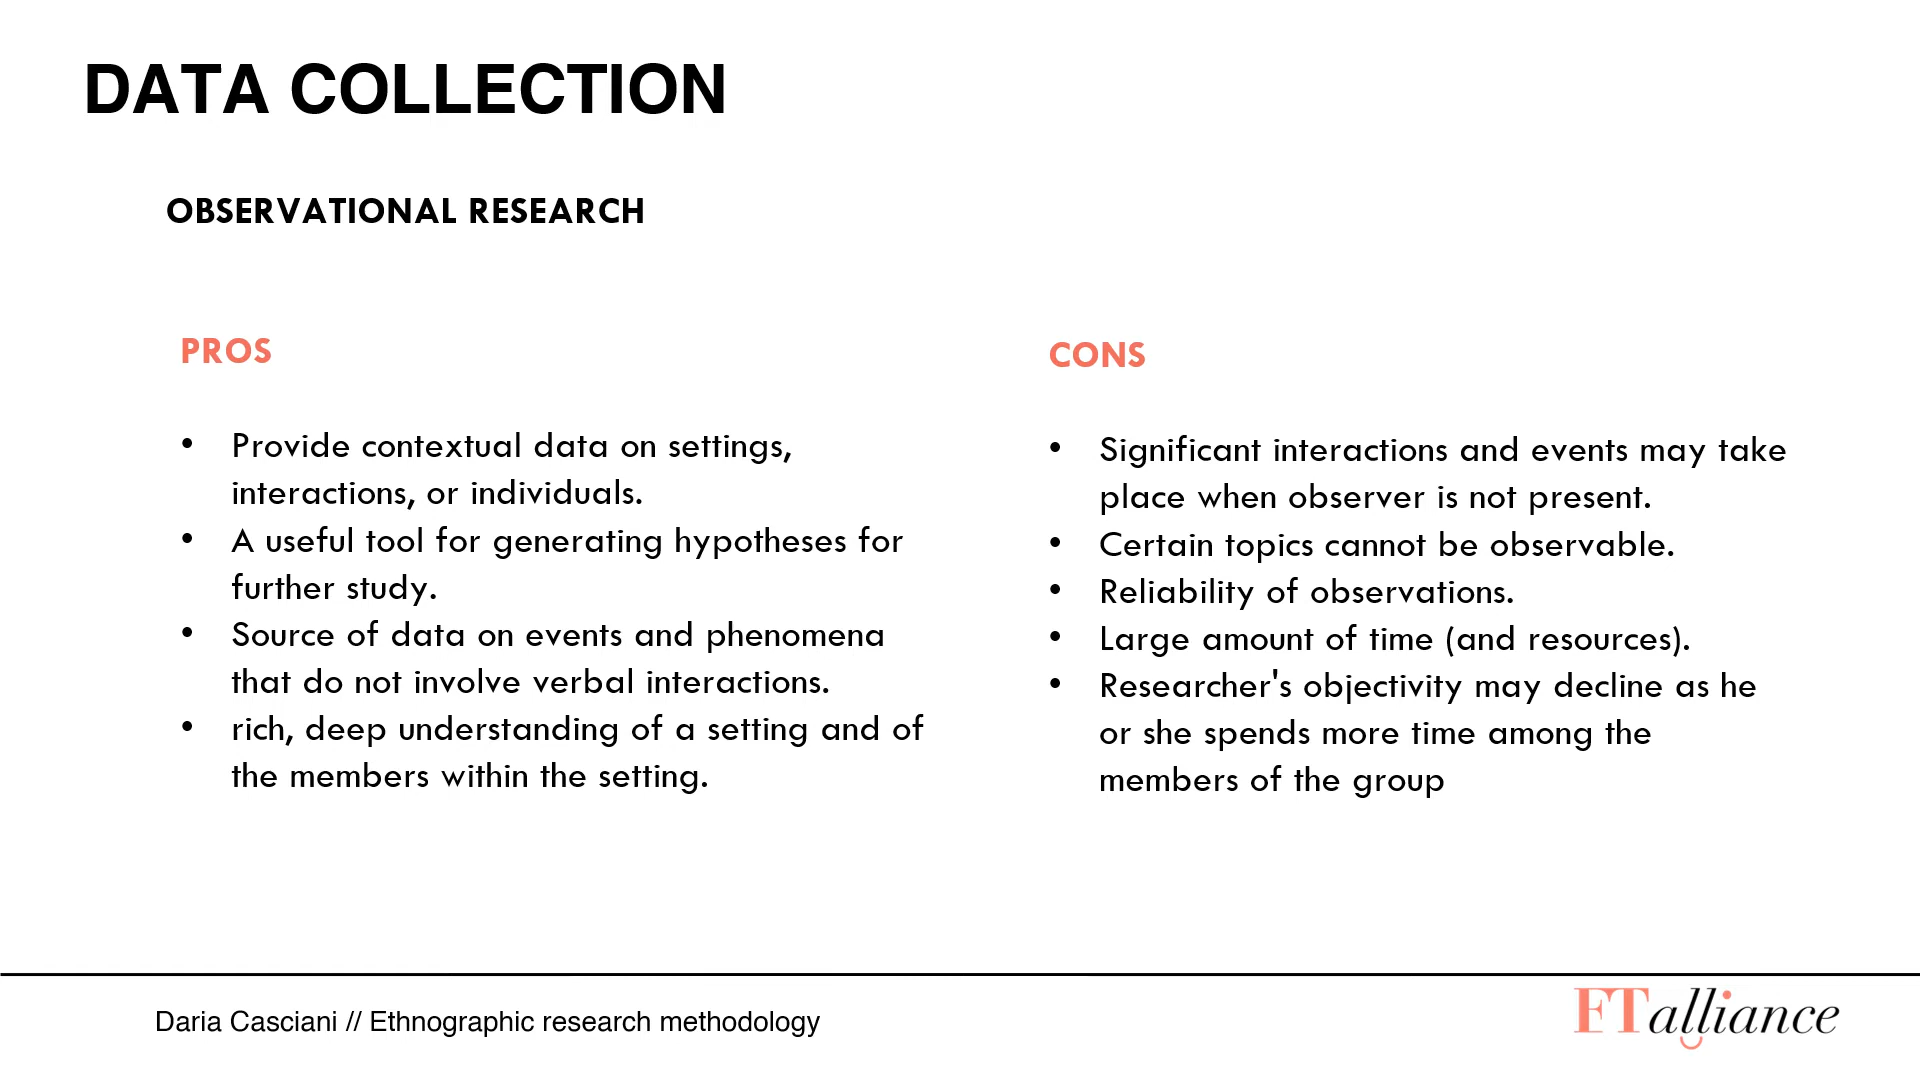 DATA COLLECTION
OBSERVATIONAL RESEARCH
PROS
• Provide contextual data on settings,
interactions, or individuals.
• A useful tool for generating hypotheses for
further study.
• Source of data on events and phenomena
that do not involve verbal interactions.
• rich, deep understanding of a setting and of
the members within the setting.
CONS
• Significant interactions and events may take
place when observer is not present.
• Certain topics cannot be observable.
• Reliability of observations.
• Large amount of time (and resources).
• Researcher's objectivity may decline as he
or she spends more time among the
members of the group
Daria Casciani // Ethnographic research methodology
FTalliance